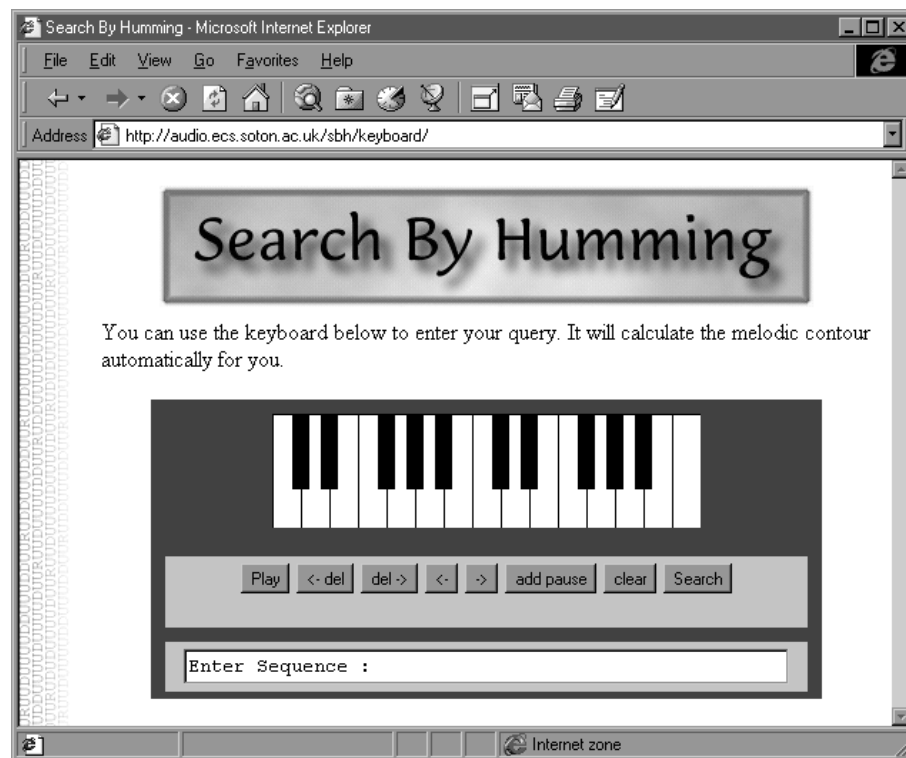 Search By Humming - Microsoft Internet Explorer
File Edit View Go Favorites Help
Address http://audio.ecs.soton.ac.uk/sbh/keyboard/
Search By Humming
You can use the keyboard below to enter your query. It will calculate the melodic contour
automatically for you.
Play <- del del -> <- -> add pause clear Search
Enter Sequence :
Internet zone